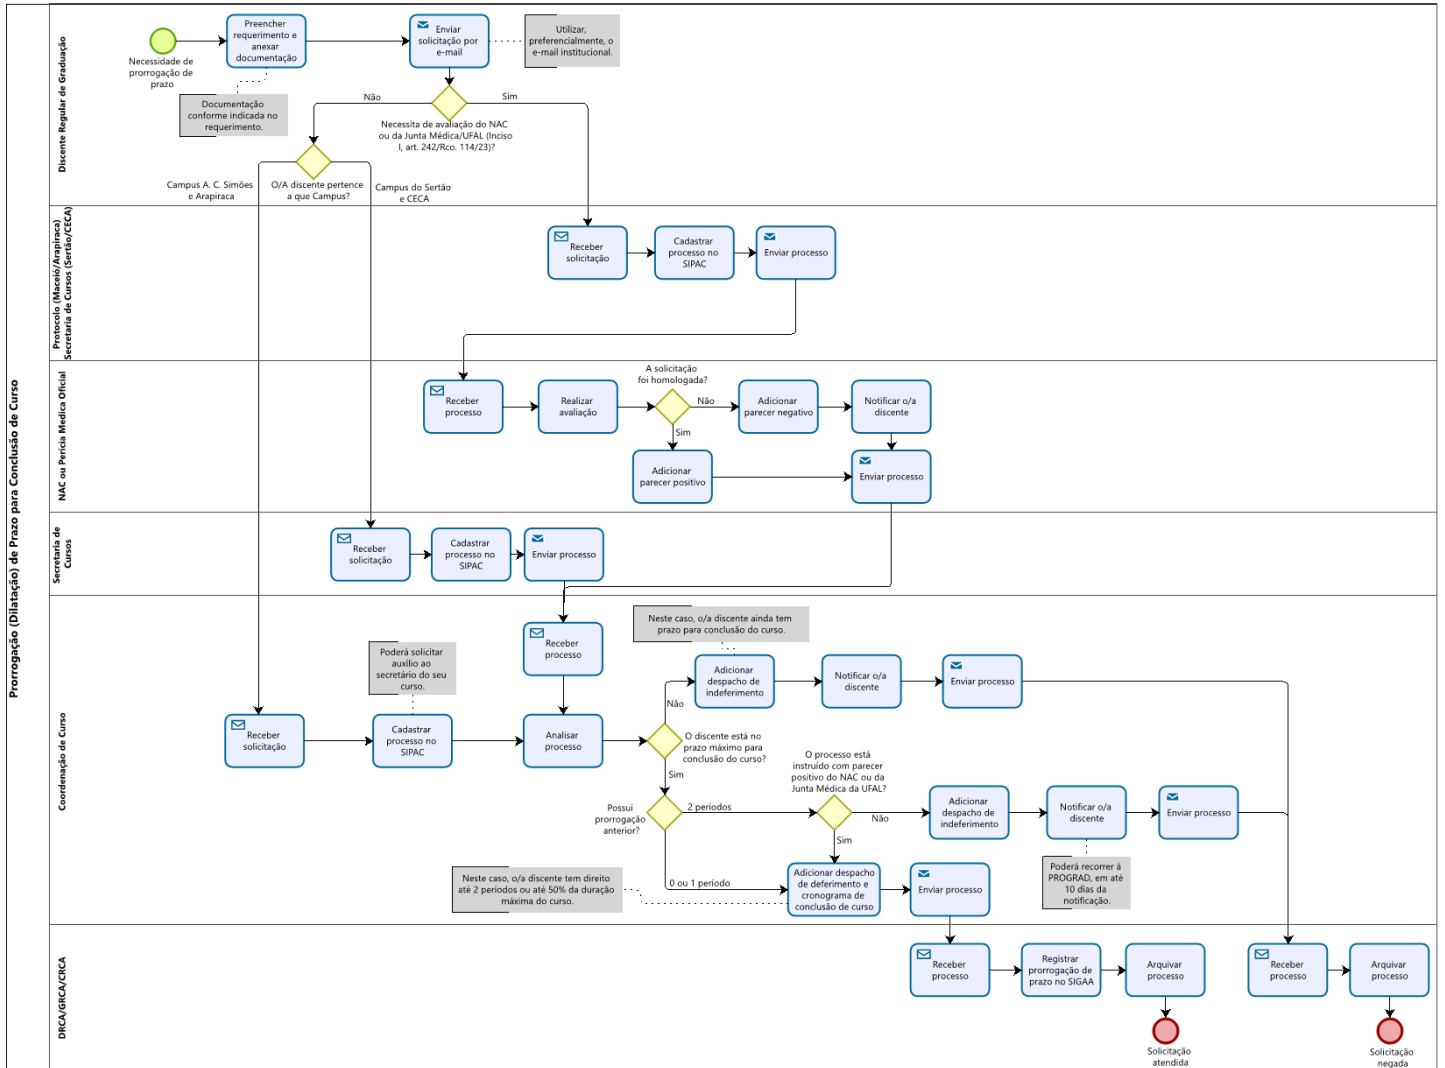 Prorrogação (Dilatação) de Prazo para Conclusão de Curso
Discente Regular de Graduação
Necessidade de
prorrogação de
prazo
Preencher
requerimento e
anexar
documentação
Documentação
conforme indicada no
requerimento.
Enviar
solicitação por
e-mail
Utilizar,
preferencialmente, o
e-mail institucional.
Não
Sim
Necessita de avaliação do NAC
ou da Junta Médica/UFAL (Inciso
I, art. 242/Rco. 114/23)?
Campus A. C. Simões
e Arapiraca
O/A discente pertence
a que Campus?
Campus do Sertão
e CECA
Protocolo (Maceió/Arapiraca)
Secretaria de Cursos (Sertão/CECA)
Receber
solicitação
Cadastrar
processo no
SIPAC
Enviar processo
NAC ou Perícia Medica Oficial
Receber
processo
Realizar
avaliação
A solicitação
foi homologada?
Não
Sim
Adicionar
parecer negativo
Notificar o/a
discente
Adicionar
parecer positivo
Enviar processo
Secretaria de
Cursos
Receber
solicitação
Cadastrar
processo no
SIPAC
Enviar processo
Coordenação de Curso
Receber
processo
Neste caso, o/a discente ainda tem
prazo para conclusão do curso.
Poderá solicitar
auxílio ao
secretário do seu
curso.
Adicionar
despacho de
indeferimento
Notificar o/a
discente
Enviar processo
Receber
solicitação
Cadastrar
processo no
SIPAC
Analisar
processo
Não
O discente está no
prazo máximo para
conclusão do curso?
Sim
O processo está
instruído com parecer
positivo do NAC ou da
Junta Médica da UFAL?
Possui
prorrogação
anterior?
2 períodos
Não
Sim
Adicionar
despacho de
indeferimento
Notificar o/a
discente
Enviar processo
Poderá recorrer à
PROGRAD, em até
10 dias da
notificação.
Neste caso, o/a discente tem direito
até 2 períodos ou até 50% da duração
máxima do curso.
0 ou 1 período
Adicionar despacho
de deferimento e
cronograma de
conclusão de curso
Enviar processo
DRCA/GRCA/CRCA
Receber
processo
Registrar
prorrogação de
prazo no SIGAA
Arquivar
processo
Solicitação
atendida
Receber
processo
Arquivar
processo
Solicitação
negada